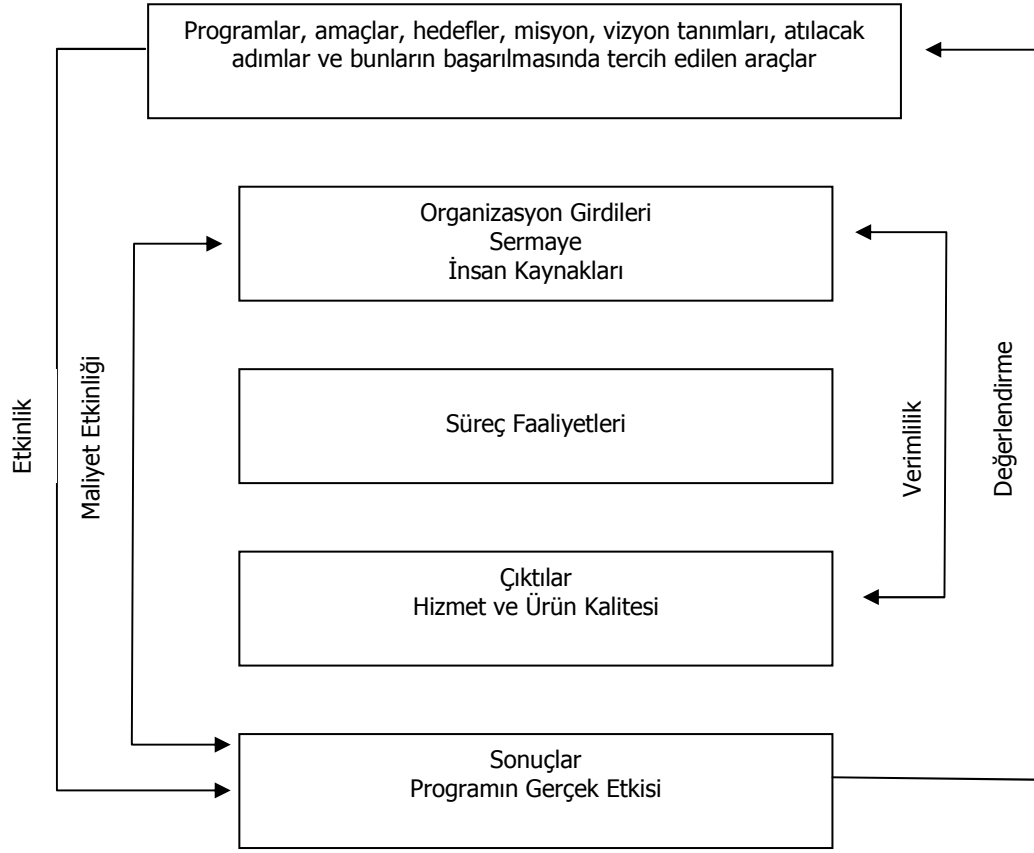 Programlar, amaçlar, hedefler, misyon, vizyon tanımları, atılacak
adımlar ve bunların başarılmasında tercih edilen araçlar
Organizasyon Girdileri
Sermaye
İnsan Kaynakları
Süreç Faaliyetleri
Çıktılar
Hizmet ve Ürün Kalitesi
Sonuçlar
Programın Gerçek Etkisi
Etkinlik
Maliyet Etkinliği
Verimlilik
Değerlendirme